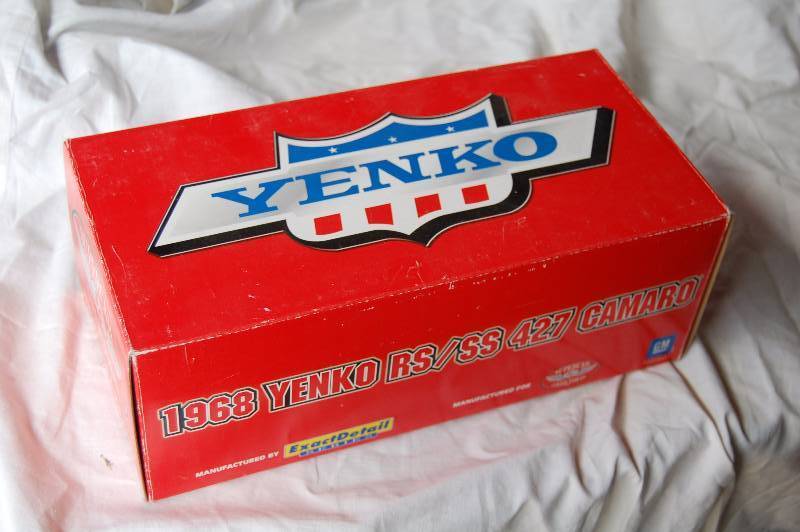 YENKO
1968 YENKO RS/SS 427 CAMARO
MANUFACTURED BY ExactDetail
MANUFACTURED FOR
GM